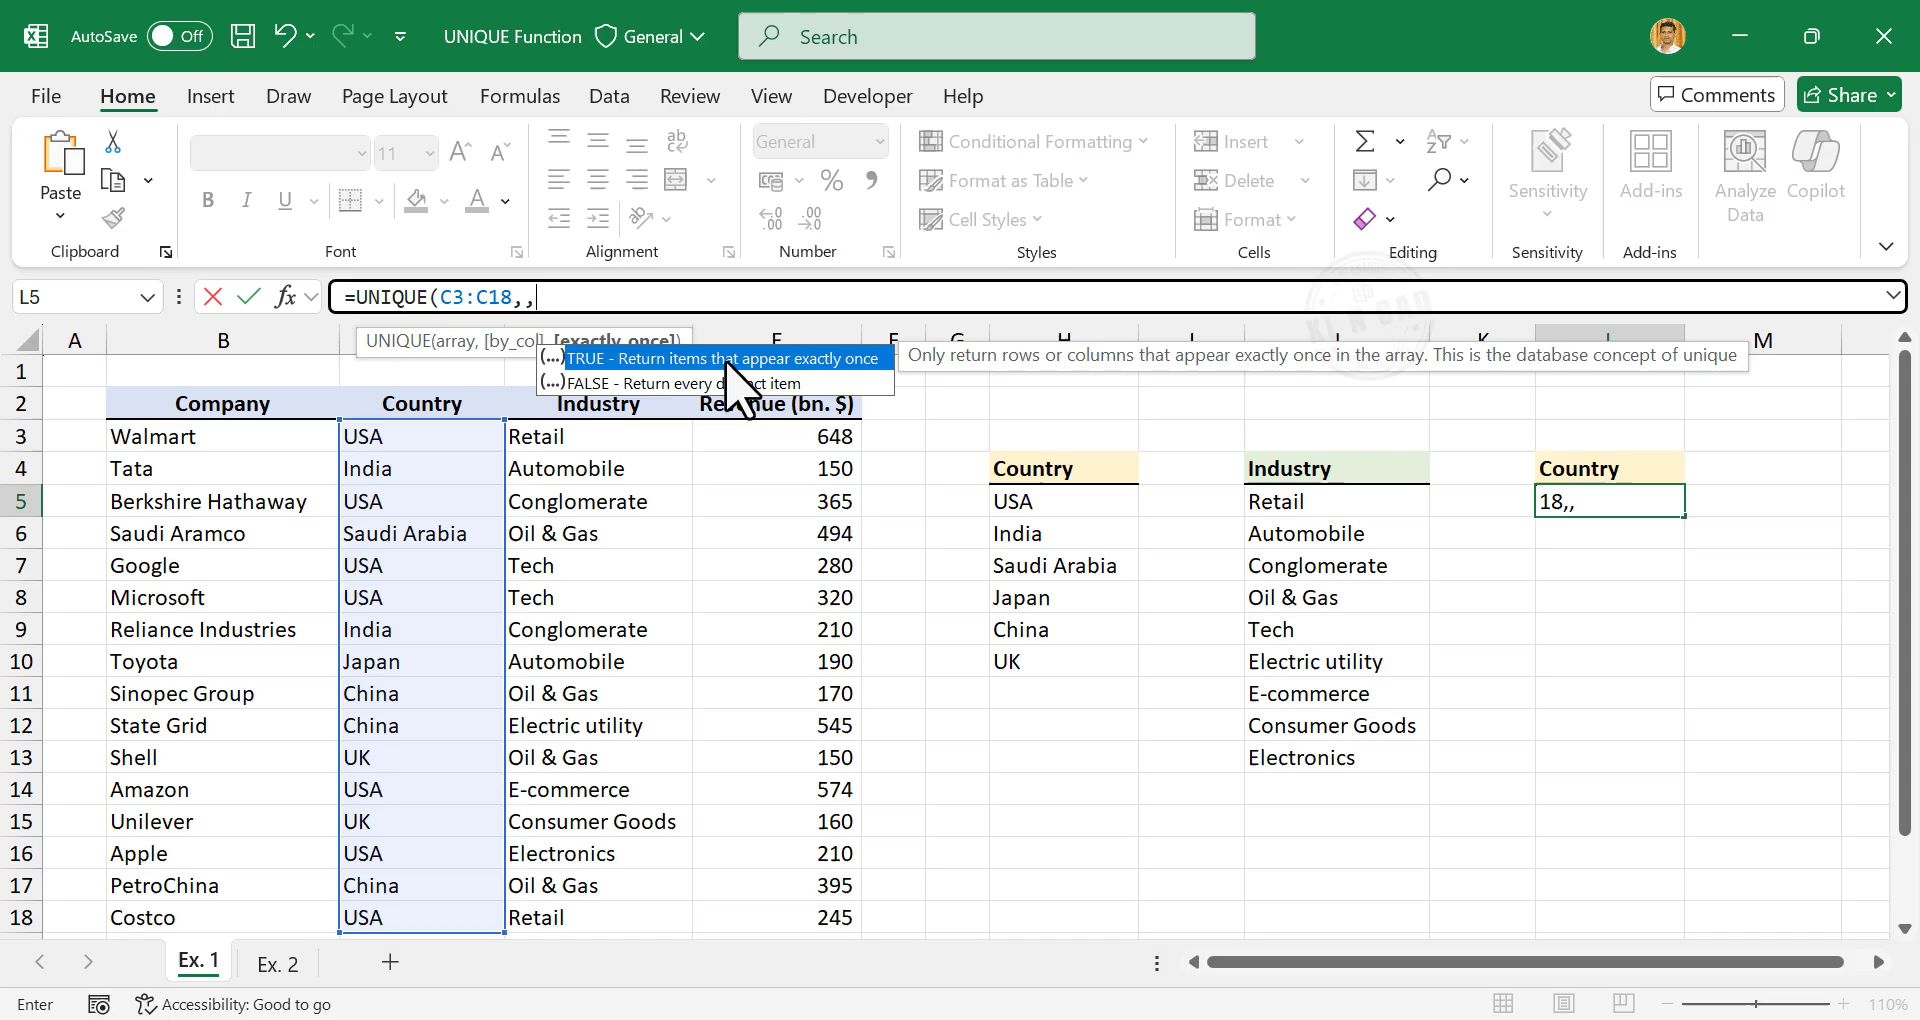 AutoSave Off UNIQUE Function General Search
File Home Insert Draw Page Layout Formulas Data Review View Developer Help Comments Share
Paste
Clipboard
11
B I U A
Font
ab
Alignment
General
Number
Conditional Formatting
Format as Table
Cell Styles
Styles
Insert
Delete
Format
Cells
Editing
Sensitivity
Sensitivity
Add-ins
Add-ins
Analyze Data
Copilot
L5 fx =UNIQUE(C3:C18,,
UNIQUE(array, [by_col], [exactly_once])
(...) TRUE - Return items that appear exactly once
(...) FALSE - Return every
item
Only return rows or columns that appear exactly once in the array. This is the database concept of unique
A B M
1
2 Company Country Industry Revenue (bn. $)
3 Walmart USA Retail 648
4 Tata India Automobile 150 Country Industry Country
5 Berkshire Hathaway USA Conglomerate 365 USA Retail 18,,
6 Saudi Aramco Saudi Arabia Oil & Gas 494 India Automobile
7 Google USA Tech 280 Saudi Arabia Conglomerate
8 Microsoft USA Tech 320 Japan Oil & Gas
9 Reliance Industries India Conglomerate 210 China Tech
10 Toyota Japan Automobile 190 UK Electric utility
11 Sinopec Group China Oil & Gas 170 E-commerce
12 State Grid China Electric utility 545 Consumer Goods
13 Shell UK Oil & Gas 150 Electronics
14 Amazon USA E-commerce 574
15 Unilever UK Consumer Goods 160
16 Apple USA Electronics 210
17 PetroChina China Oil & Gas 395
18 Costco USA Retail 245
Ex. 1 Ex. 2
Enter Accessibility: Good to go 110%